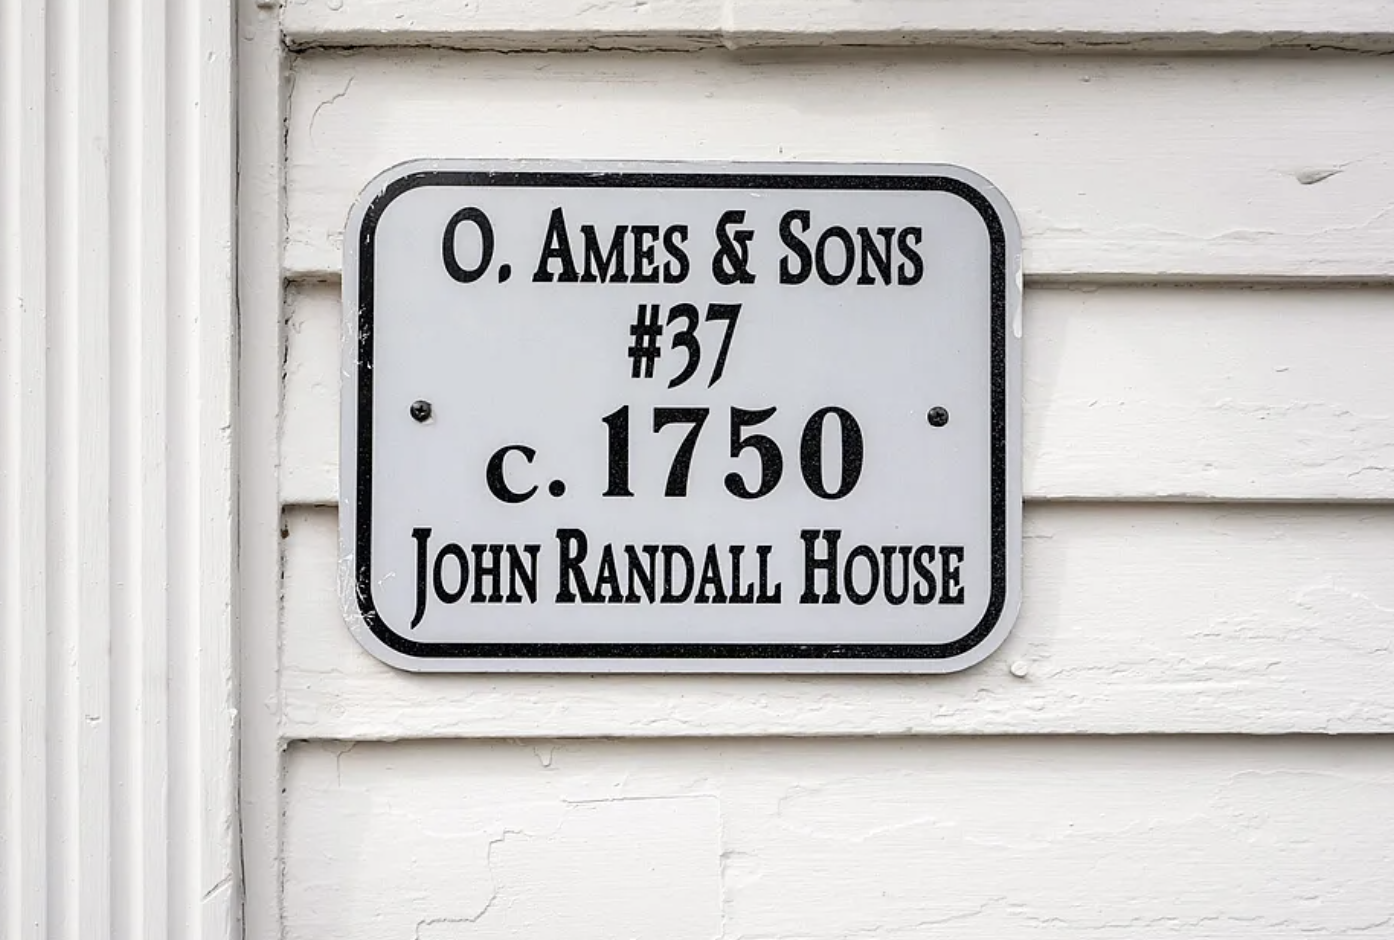 O. AMES & SONS
#37
c. 1750
JOHN RANDALL HOUSE